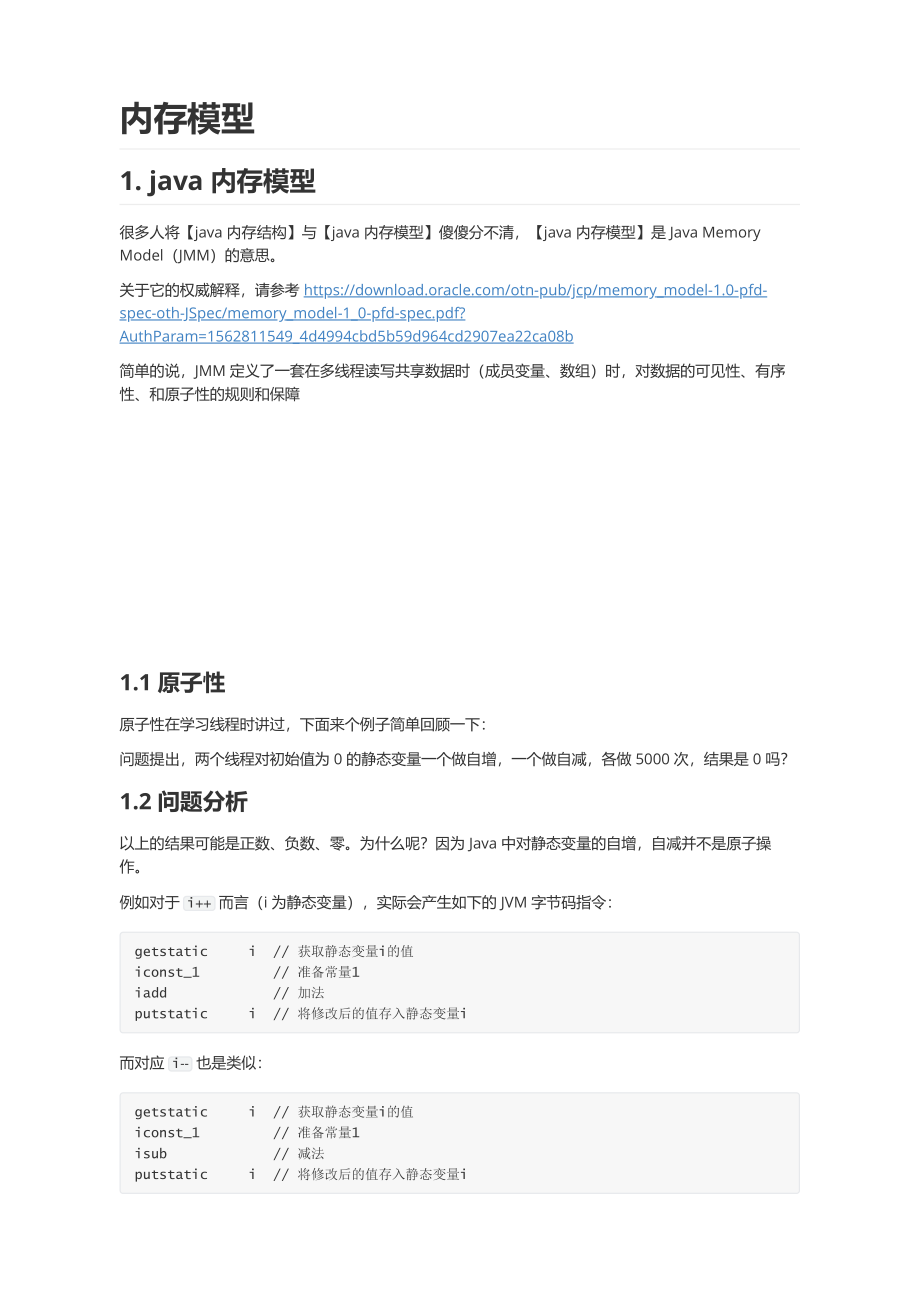 内存模型
1. java 内存模型
很多人将【java 内存结构】与【java 内存模型】傻傻分不清，【java 内存模型】是 Java Memory
Model（JMM）的意思。
关于它的权威解释，请参考 https://download.oracle.com/otn-pub/jcp/memory_model-1.0-pfd-
spec-oth-JSpec/memory_model-1_0-pfd-spec.pdf?
AuthParam=1562811549_4d4994cbd5b59d964cd2907ea22ca08b
简单的说，JMM 定义了一套在多线程读写共享数据时（成员变量、数组）时，对数据的可见性、有序
性、和原子性的规则和保障
1.1 原子性
原子性在学习线程时讲过，下面来个例子简单回顾一下：
问题提出，两个线程对初始值为 0 的静态变量一个做自增，一个做自减，各做 5000 次，结果是 0 吗？
1.2 问题分析
以上的结果可能是正数、负数、零。为什么呢？因为 Java 中对静态变量的自增，自减并不是原子操
作。
例如对于 i++ 而言（i 为静态变量），实际会产生如下的 JVM 字节码指令：
getstatic     i  // 获取静态变量i的值
iconst_1         // 准备常量1
iadd             // 加法
putstatic     i  // 将修改后的值存入静态变量i
而对应 i-- 也是类似：
getstatic     i  // 获取静态变量i的值
iconst_1         // 准备常量1
isub             // 减法
putstatic     i  // 将修改后的值存入静态变量i